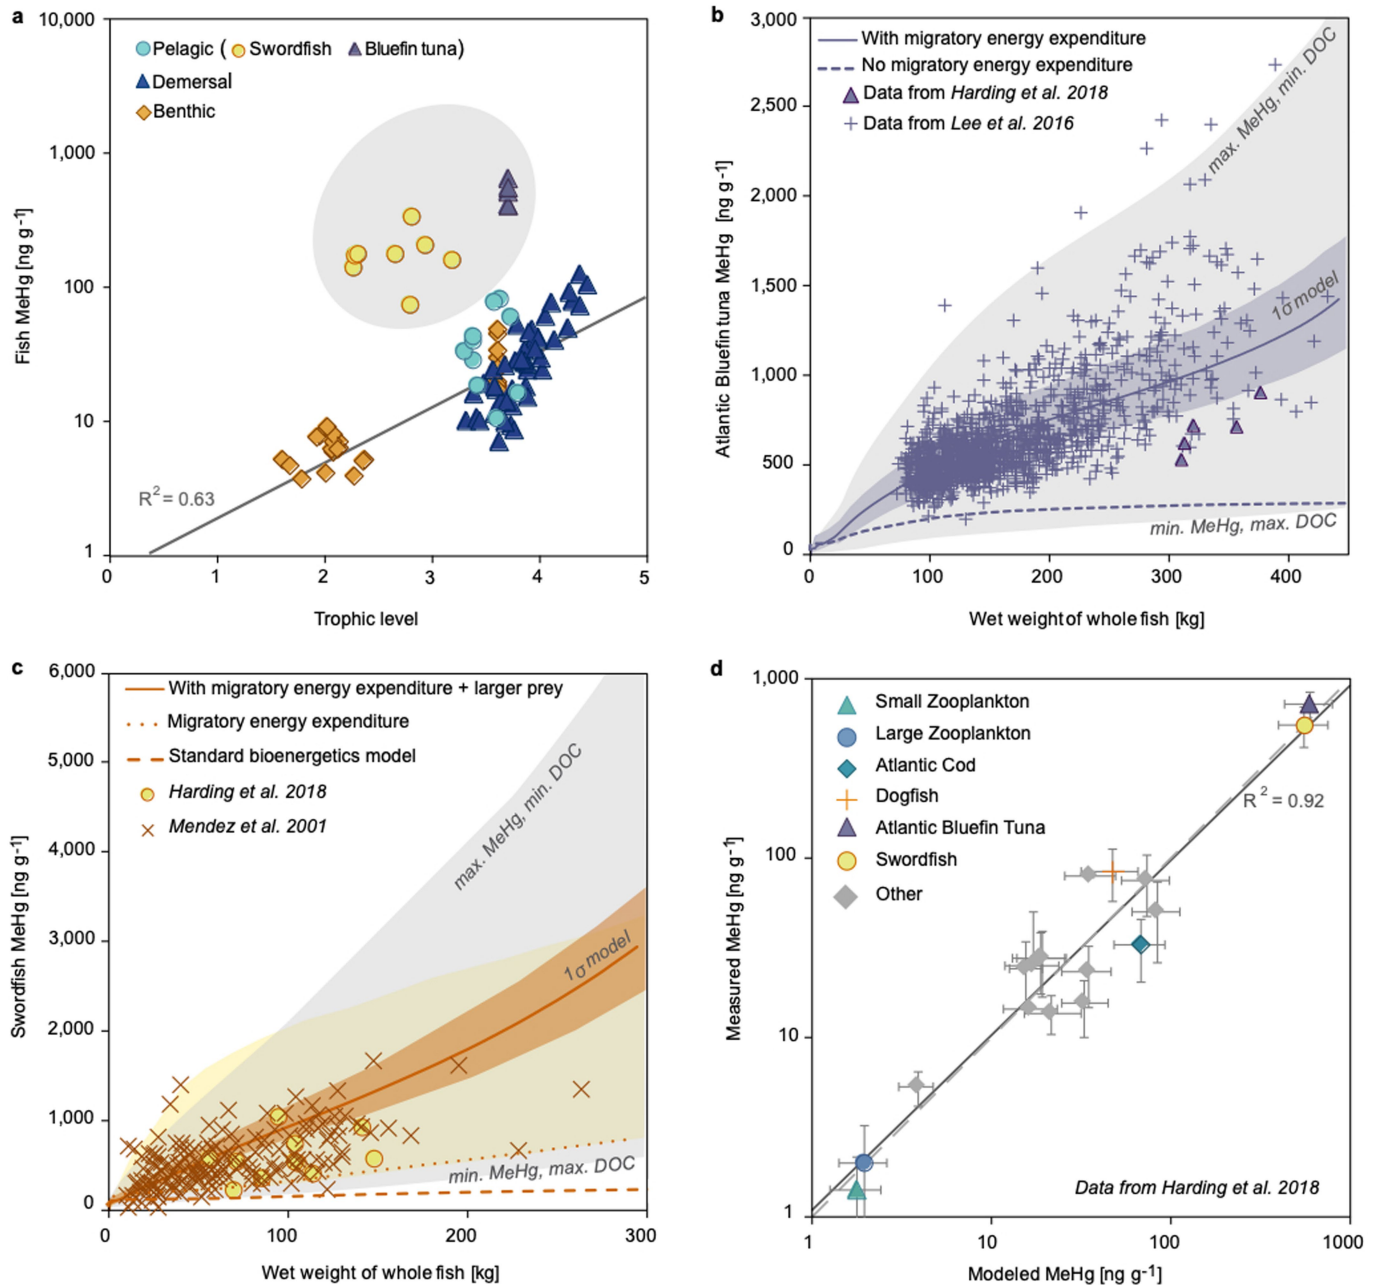 a
10,000
1,000
100
10
1
0
1
2
3
4
5
Fish MeHg [ng g-1]
Trophic level
Pelagic ( Swordfish Bluefin tuna)
Demersal
Benthic
R2 = 0.63
b
3,000
2,500
2,000
1,500
1,000
500
0
0
100
200
300
400
Atlantic Bluefin tuna MeHg [ng g-1]
Wet weight of whole fish [kg]
With migratory energy expenditure
No migratory energy expenditure
Data from Harding et al. 2018
Data from Lee et al. 2016
max. MeHg, min. DOC
1σ model
min. MeHg, max. DOC
c
6,000
5,000
4,000
3,000
2,000
1,000
0
0
100
200
300
Swordfish MeHg [ng g-1]
Wet weight of whole fish [kg]
With migratory energy expenditure + larger prey
Migratory energy expenditure
Standard bioenergetics model
Harding et al. 2018
Mendez et al. 2001
max. MeHg, min. DOC
1σ model
min. MeHg, max. DOC
d
1,000
100
10
1
1
10
100
1000
Measured MeHg [ng g-1]
Modeled MeHg [ng g-1]
Small Zooplankton
Large Zooplankton
Atlantic Cod
Dogfish
Atlantic Bluefin Tuna
Swordfish
Other
R2 = 0.92
Data from Harding et al. 2018